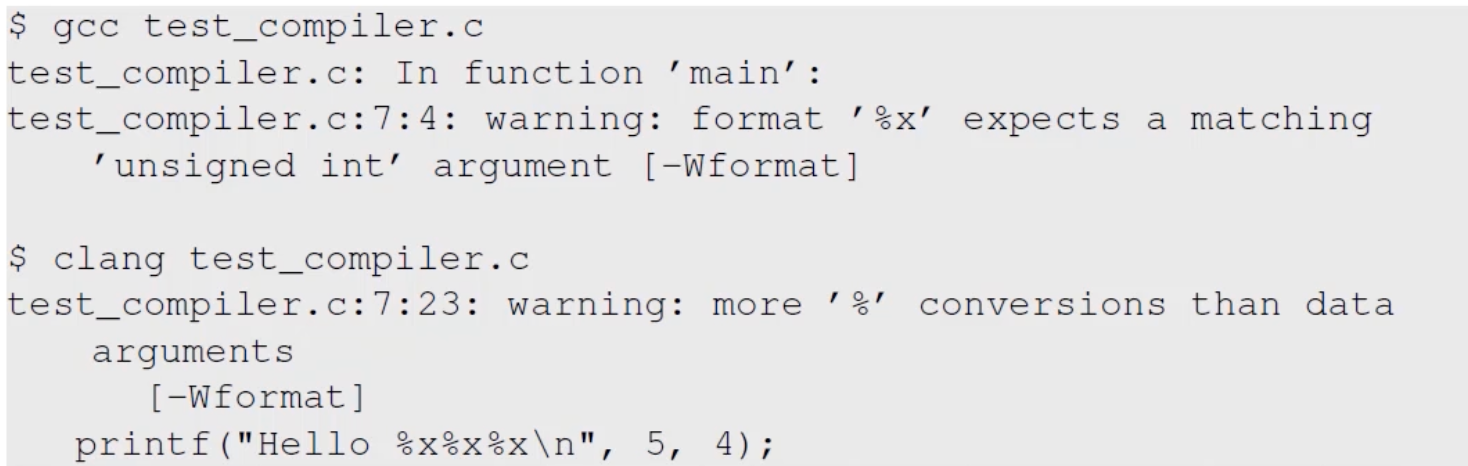 $ gcc test_compiler.c
test_compiler.c: In function ’main’:
test_compiler.c:7:4: warning: format ’%x’ expects a matching
’unsigned int’ argument [-Wformat]
$ clang test_compiler.c
test_compiler.c:7:23: warning: more ’%’ conversions than data
arguments
[-Wformat]
printf("Hello %x%x%x\n", 5, 4);